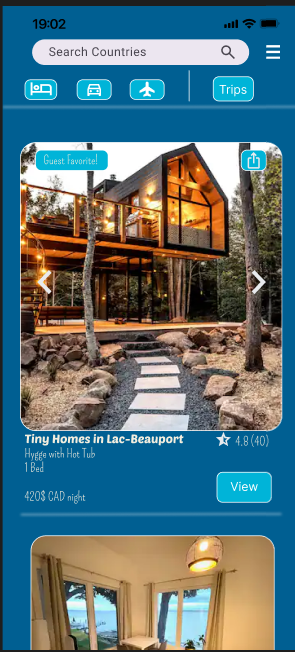 19:02
Search Countries
Trips
Guest Favorite!
Tiny Homes in Lac-Beauport
4.8 (40)
Hygge with Hot Tub
1 Bed
420$ CAD night
View